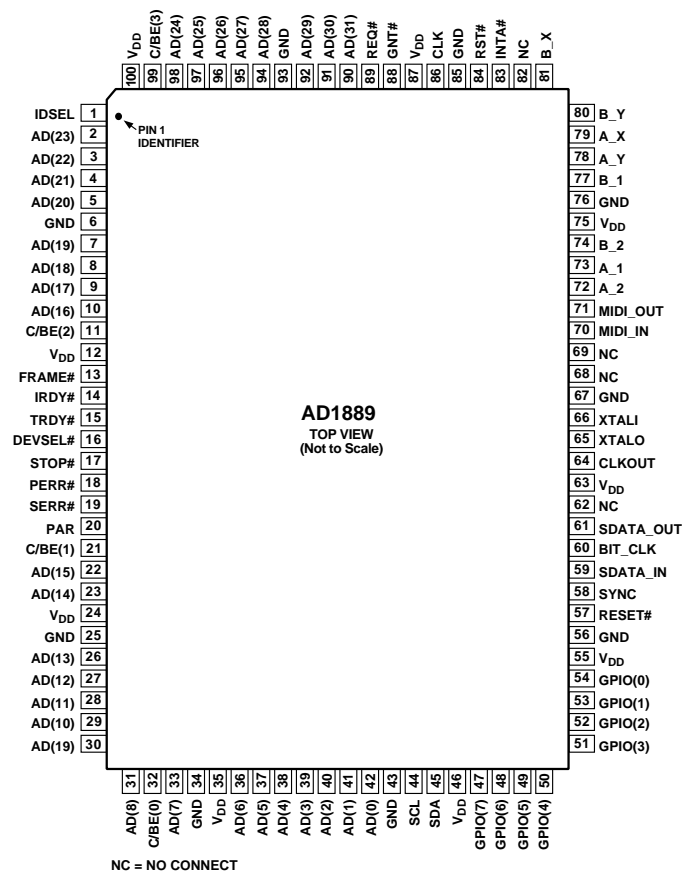 VDD
C/BE(3)
AD(24)
AD(25)
AD(26)
AD(27)
AD(28)
GND
AD(29)
AD(30)
AD(31)
REQ#
GNT#
VDD
CLK
GND
RST#
INTA#
NC
B_X
100
99
98
97
96
95
94
93
92
91
90
89
88
87
86
85
84
83
82
81
PIN 1
IDENTIFIER
IDSEL 1
AD(23) 2
AD(22) 3
AD(21) 4
AD(20) 5
GND 6
AD(19) 7
AD(18) 8
AD(17) 9
AD(16) 10
C/BE(2) 11
VDD 12
FRAME# 13
IRDY# 14
TRDY# 15
DEVSEL# 16
STOP# 17
PERR# 18
SERR# 19
PAR 20
C/BE(1) 21
AD(15) 22
AD(14) 23
VDD 24
GND 25
AD(13) 26
AD(12) 27
AD(11) 28
AD(10) 29
AD(19) 30
AD1889
TOP VIEW
(Not to Scale)
80 B_Y
79 A_X
78 A_Y
77 B_1
76 GND
75 VDD
74 B_2
73 A_1
72 A_2
71 MIDI_OUT
70 MIDI_IN
69 NC
68 NC
67 GND
66 XTALI
65 XTALO
64 CLKOUT
63 VDD
62 NC
61 SDATA_OUT
60 BIT_CLK
59 SDATA_IN
58 SYNC
57 RESET#
56 GND
55 VDD
54 GPIO(0)
53 GPIO(1)
52 GPIO(2)
51 GPIO(3)
31
32
33
34
35
36
37
38
39
40
41
42
43
44
45
46
47
48
49
50
AD(8)
C/BE(0)
AD(7)
GND
VDD
AD(6)
AD(5)
AD(4)
AD(3)
AD(2)
AD(1)
AD(0)
GND
SCL
SDA
VDD
GPIO(7)
GPIO(6)
GPIO(5)
GPIO(4)
NC = NO CONNECT